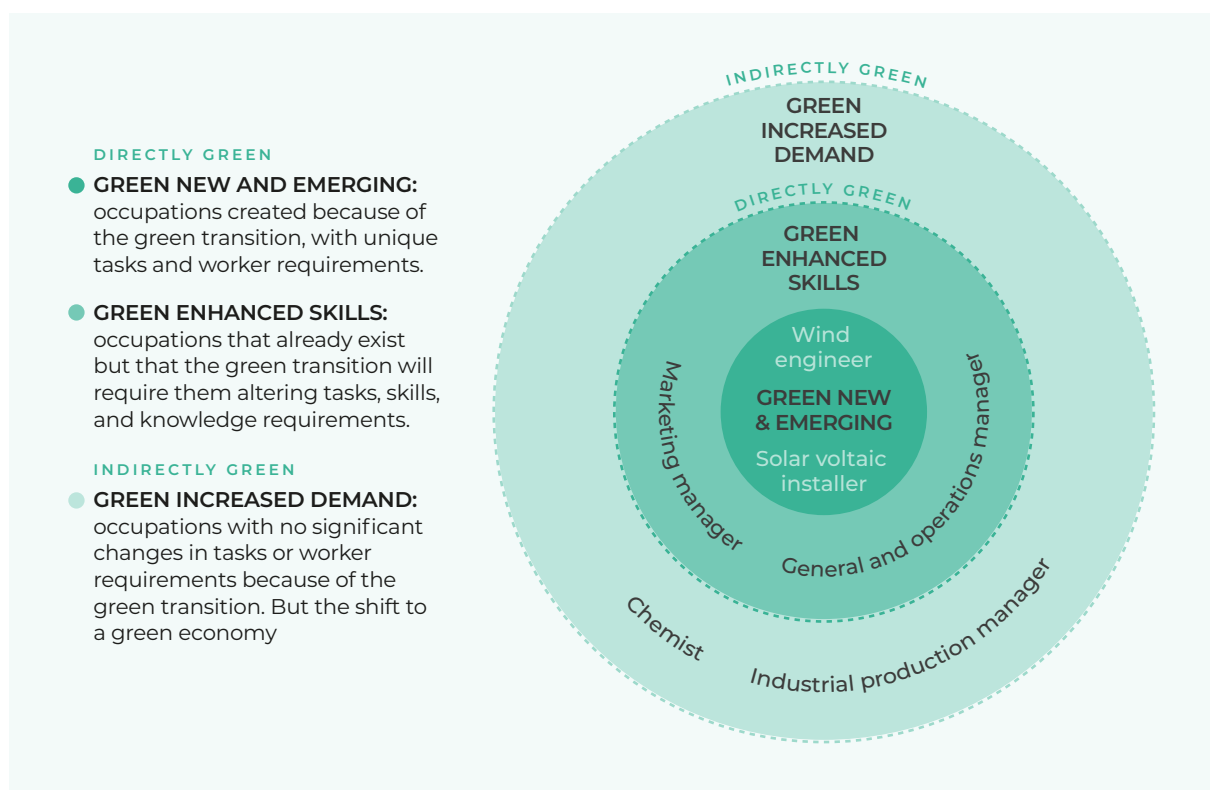 DIRECTLY GREEN
GREEN NEW AND EMERGING:
occupations created because of
the green transition, with unique
tasks and worker requirements.
GREEN ENHANCED SKILLS:
occupations that already exist
but that the green transition will
require them altering tasks, skills,
and knowledge requirements.
INDIRECTLY GREEN
GREEN INCREASED DEMAND:
occupations with no significant
changes in tasks or worker
requirements because of the
green transition. But the shift to
a green economy
INDIRECTLY GREEN
GREEN
INCREASED
DEMAND
DIRECTLY GREEN
GREEN
ENHANCED
SKILLS
Wind
engineer
GREEN NEW
& EMERGING
Solar voltaic
installer
Marketing manager
General and operations manager
Chemist
Industrial production manager